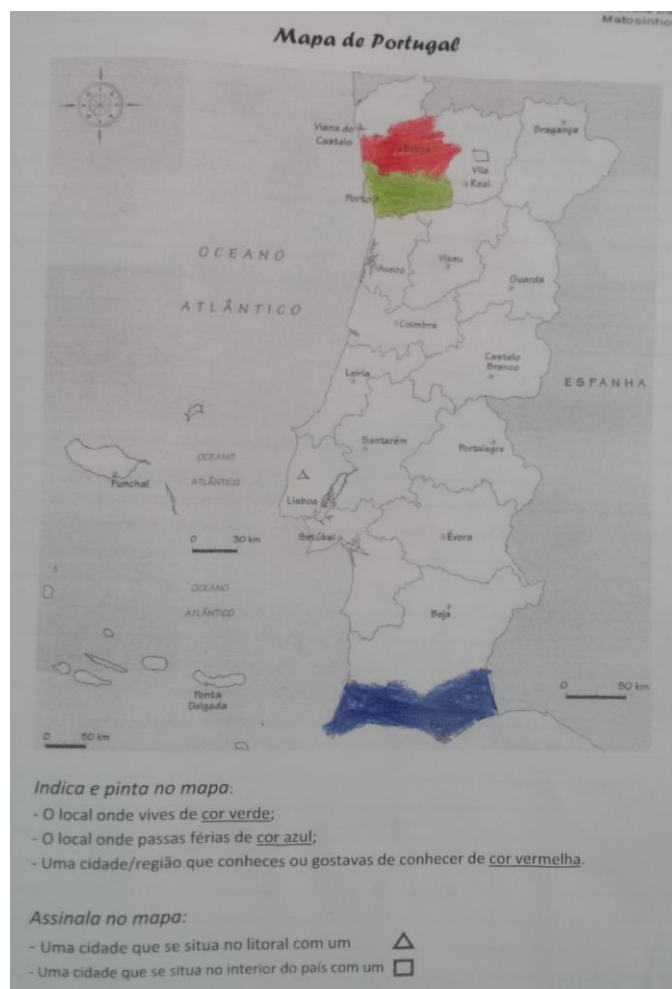 Matosinho
Mapa de Portugal
Viana do
Castelo
Braga
Bragança
Vila
Real
Porto
OCEANO
ATLÂNTICO
Aveiro
Viseu
Guarda
Coimbra
Castelo
Branco
ESPANHA
Leiria
Santarém
Portalegre
Funchal
OCEANO
ATLÂNTICO
Lisboa
0 30 km
Setúbal
Évora
OCEANO
ATLÂNTICO
Beja
Ponta
Delgada
0 50 km
Faro
0 50 km
Indica e pinta no mapa:
- O local onde vives de cor verde;
- O local onde passas férias de cor azul;
- Uma cidade/região que conheces ou gostavas de conhecer de cor vermelha.
Assinala no mapa:
- Uma cidade que se situa no litoral com um
- Uma cidade que se situa no interior do país com um